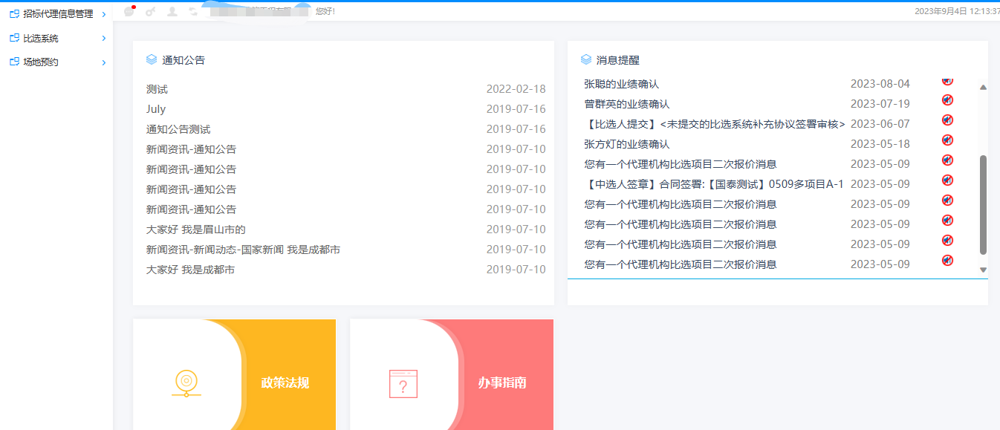 招标代理信息管理
您好!
2023年9月4日 12:13:37
比选系统
场地预约
通知公告
测试 2022-02-18
July 2019-07-16
通知公告测试 2019-07-16
新闻资讯-通知公告 2019-07-10
新闻资讯-通知公告 2019-07-10
新闻资讯-通知公告 2019-07-10
新闻资讯-通知公告 2019-07-10
大家好 我是眉山市的 2019-07-10
新闻资讯-新闻动态-国家新闻 我是成都市 2019-07-10
大家好 我是成都市 2019-07-10
消息提醒
张聪的业绩确认 2023-08-04
曾群英的业绩确认 2023-07-19
【比选人提交】<未提交的比选系统补充协议签署审核> 2023-06-07
张方灯的业绩确认 2023-05-18
您有一个代理机构比选项目二次报价消息 2023-05-09
【中选人签章】合同签署:【国泰测试】0509多项目A-1 2023-05-09
您有一个代理机构比选项目二次报价消息 2023-05-09
您有一个代理机构比选项目二次报价消息 2023-05-09
您有一个代理机构比选项目二次报价消息 2023-05-09
您有一个代理机构比选项目二次报价消息 2023-05-09
政策法规
办事指南